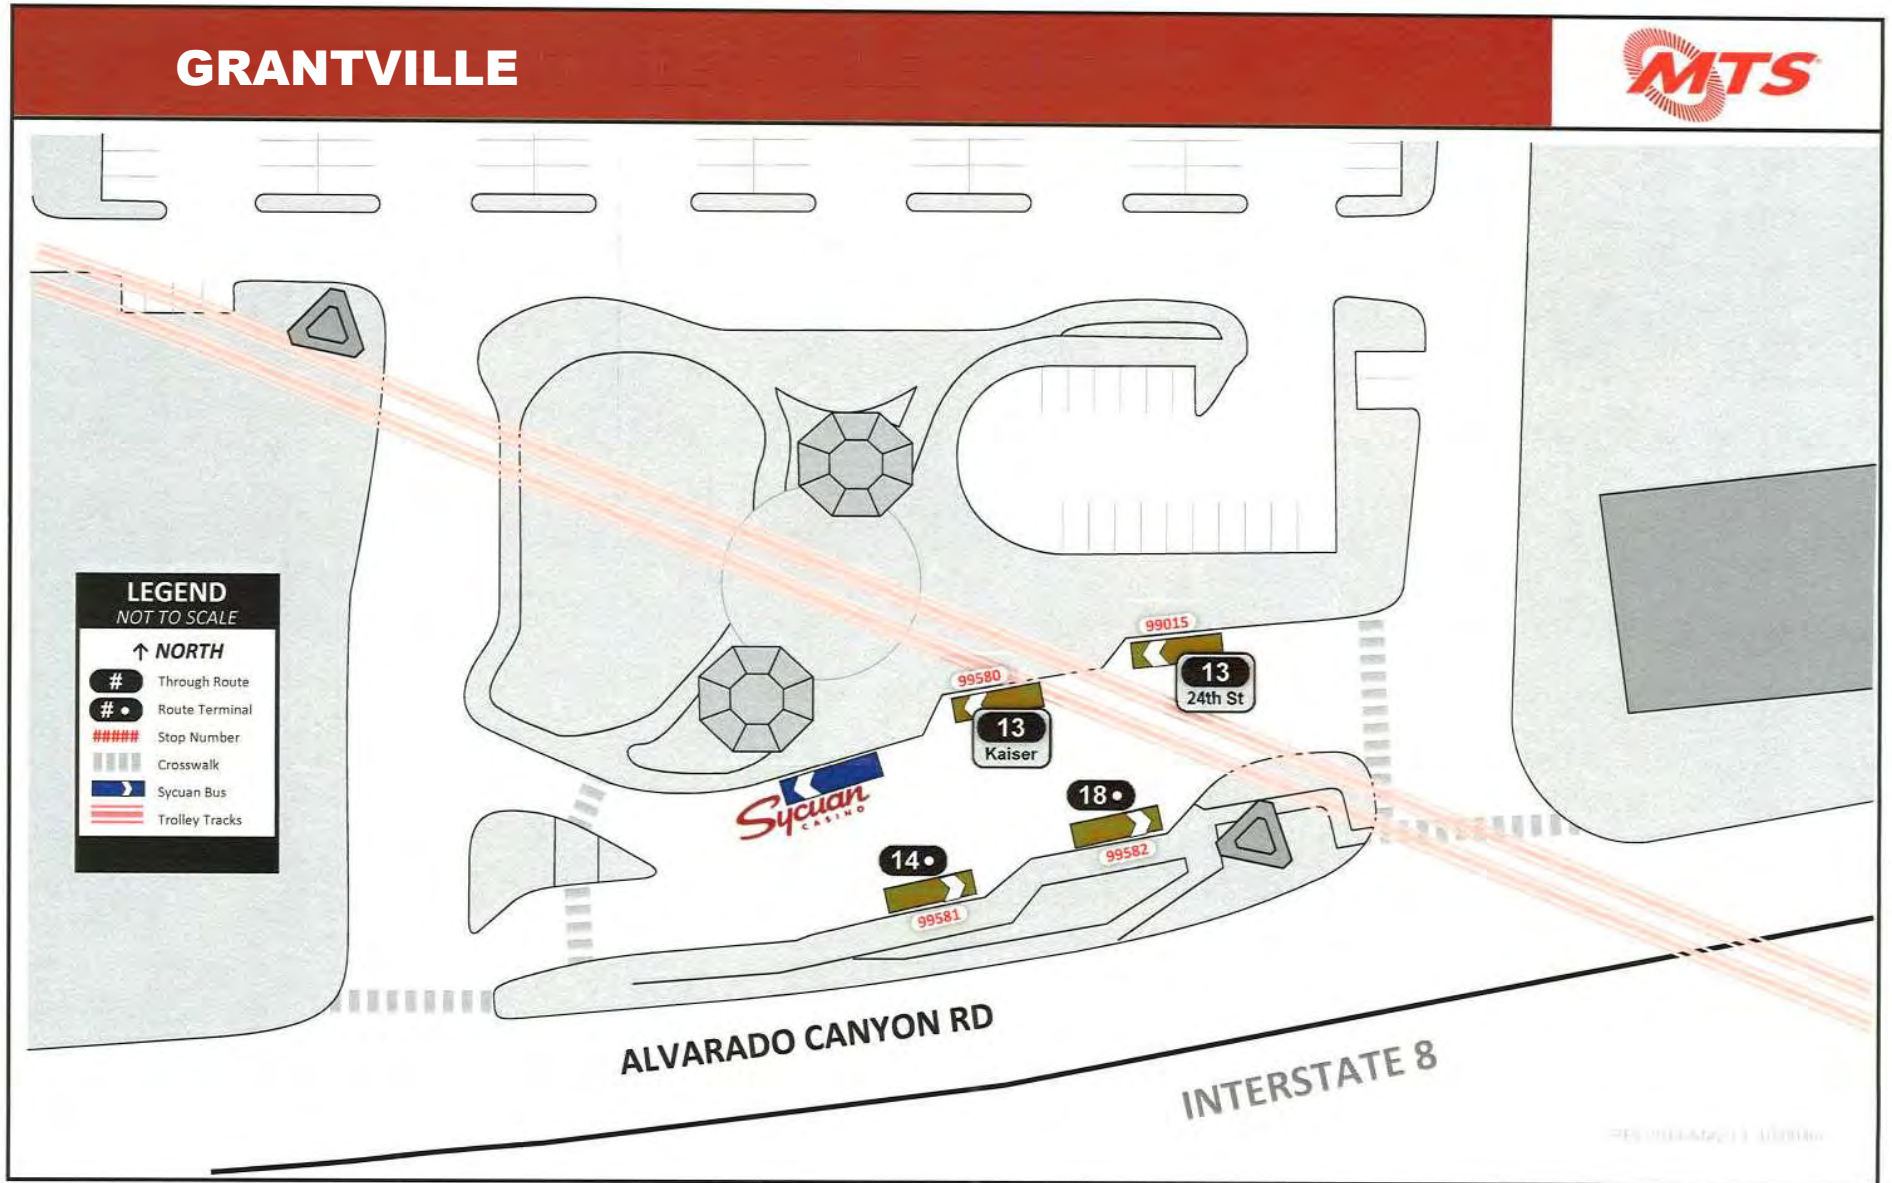 GRANTVILLE
MTS
LEGEND
NOT TO SCALE
↑ NORTH
# Through Route
# • Route Terminal
##### Stop Number
Crosswalk
Sycuan Bus
Trolley Tracks
99015
13
24th St
99580
13
Kaiser
Sycuan
CASINO
18•
99582
14•
99581
ALVARADO CANYON RD
INTERSTATE 8